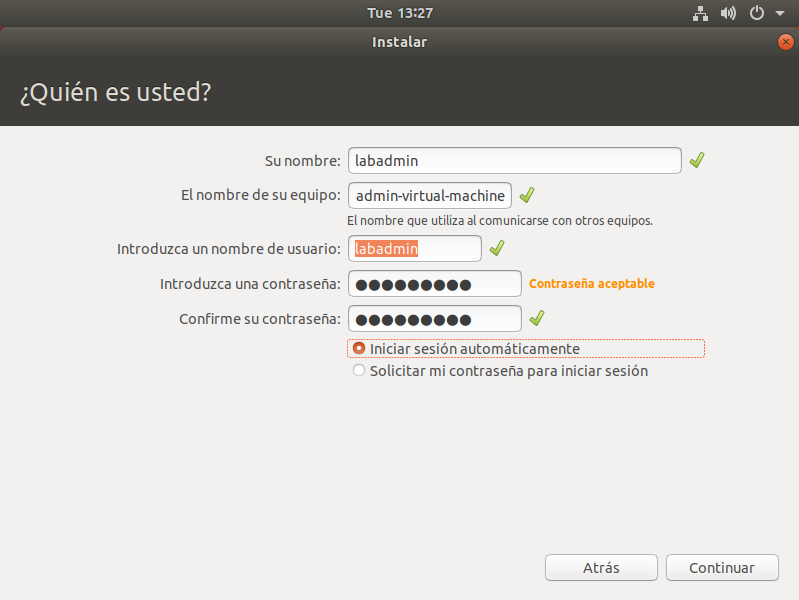 Tue 13:27
Instalar
¿Quién es usted?
Su nombre: labadmin
El nombre de su equipo: admin-virtual-machine
El nombre que utiliza al comunicarse con otros equipos.
Introduzca un nombre de usuario: labadmin
Introduzca una contraseña: ●●●●●●●●● Contraseña aceptable
Confirme su contraseña: ●●●●●●●●●
Iniciar sesión automáticamente
Solicitar mi contraseña para iniciar sesión
Atrás Continuar